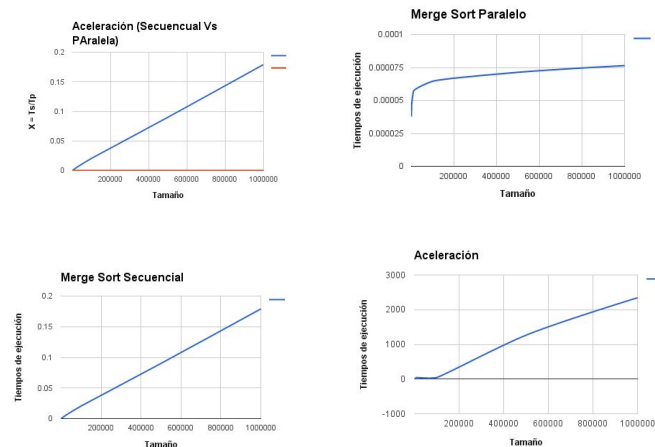 Aceleración (Secuencual Vs
PAralela)
0.2
0.15
0.1
0.05
0
X = Ts/Tp
200000 400000 600000 800000 1000000
Tamaño
Merge Sort Paralelo
0.0001
0.000075
0.00005
0.000025
0
Tiempos de ejecución
200000 400000 600000 800000 1000000
Tamaño
Merge Sort Secuencial
0.2
0.15
0.1
0.05
0
Tiempos de ejecución
200000 400000 600000 800000 1000000
Tamaño
Aceleración
3000
2000
1000
0
-1000
Tiempos de ejecución
200000 400000 600000 800000 1000000
Tamaño